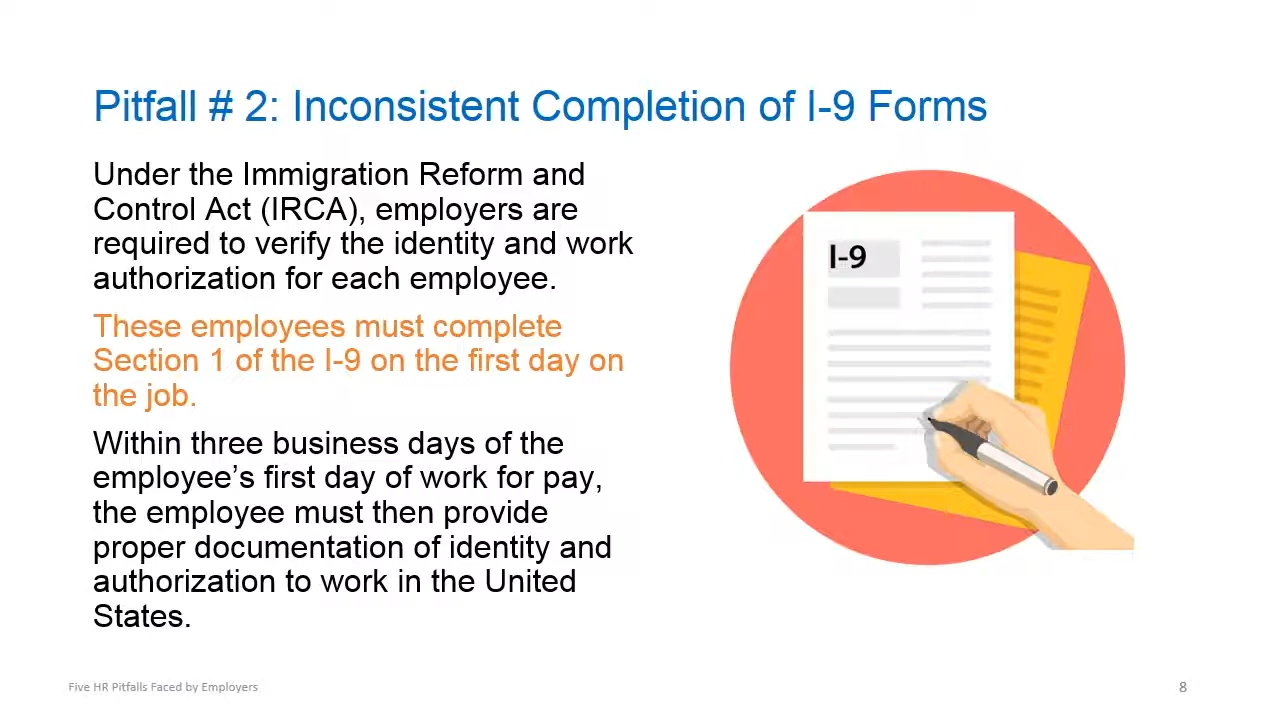 Pitfall # 2: Inconsistent Completion of I-9 Forms
Under the Immigration Reform and
Control Act (IRCA), employers are
required to verify the identity and work
authorization for each employee.
These employees must complete
Section 1 of the I-9 on the first day on
the job.
Within three business days of the
employee’s first day of work for pay,
the employee must then provide
proper documentation of identity and
authorization to work in the United
States.
I-9
Five HR Pitfalls Faced by Employers
8